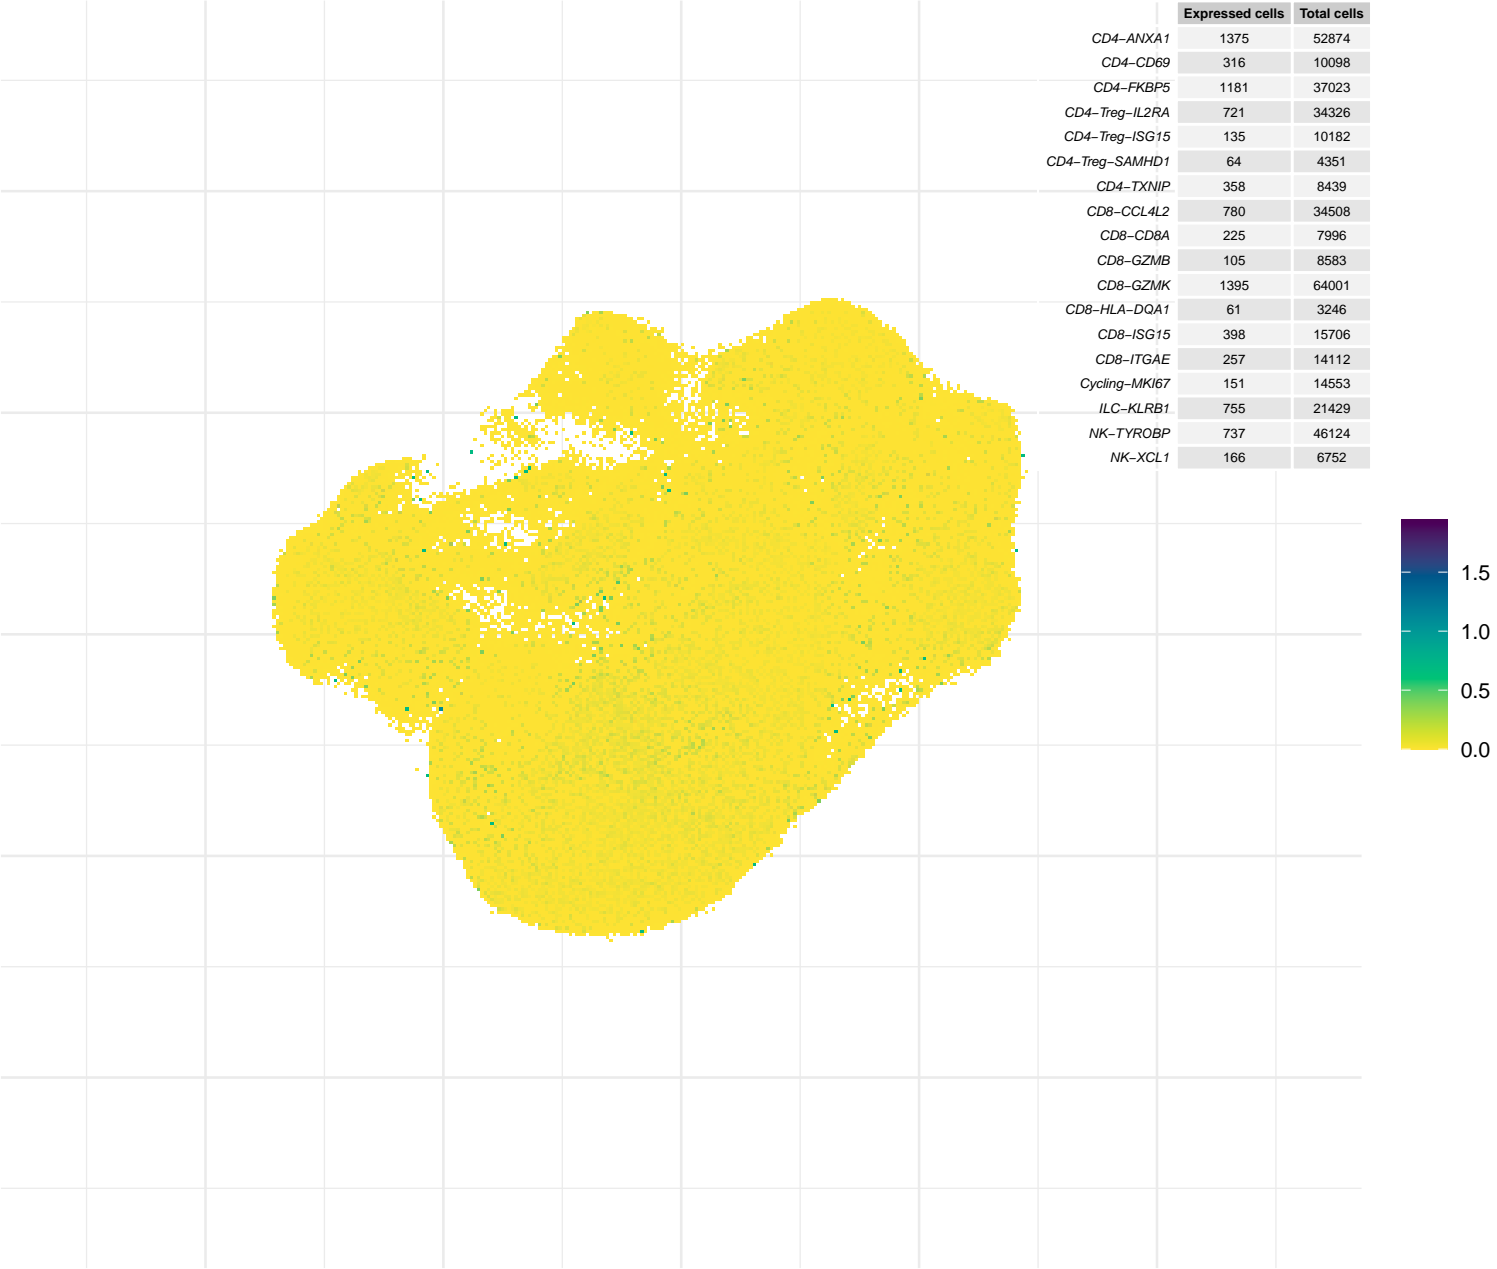 Expressed cells Total cells
CD4−ANXA1 1375 52874
CD4−CD69 316 10098
CD4−FKBP5 1181 37023
CD4−Treg−IL2RA 721 34326
CD4−Treg−ISG15 135 10182
CD4−Treg−SAMHD1 64 4351
CD4−TXNIP 358 8439
CD8−CCL4L2 780 34508
CD8−CD8A 225 7996
CD8−GZMB 105 8583
CD8−GZMK 1395 64001
CD8−HLA−DQA1 61 3246
CD8−ISG15 398 15706
CD8−ITGAE 257 14112
Cycling−MKI67 151 14553
ILC−KLRB1 755 21429
NK−TYROBP 737 46124
NK−XCL1 166 6752
1.5
1.0
0.5
0.0